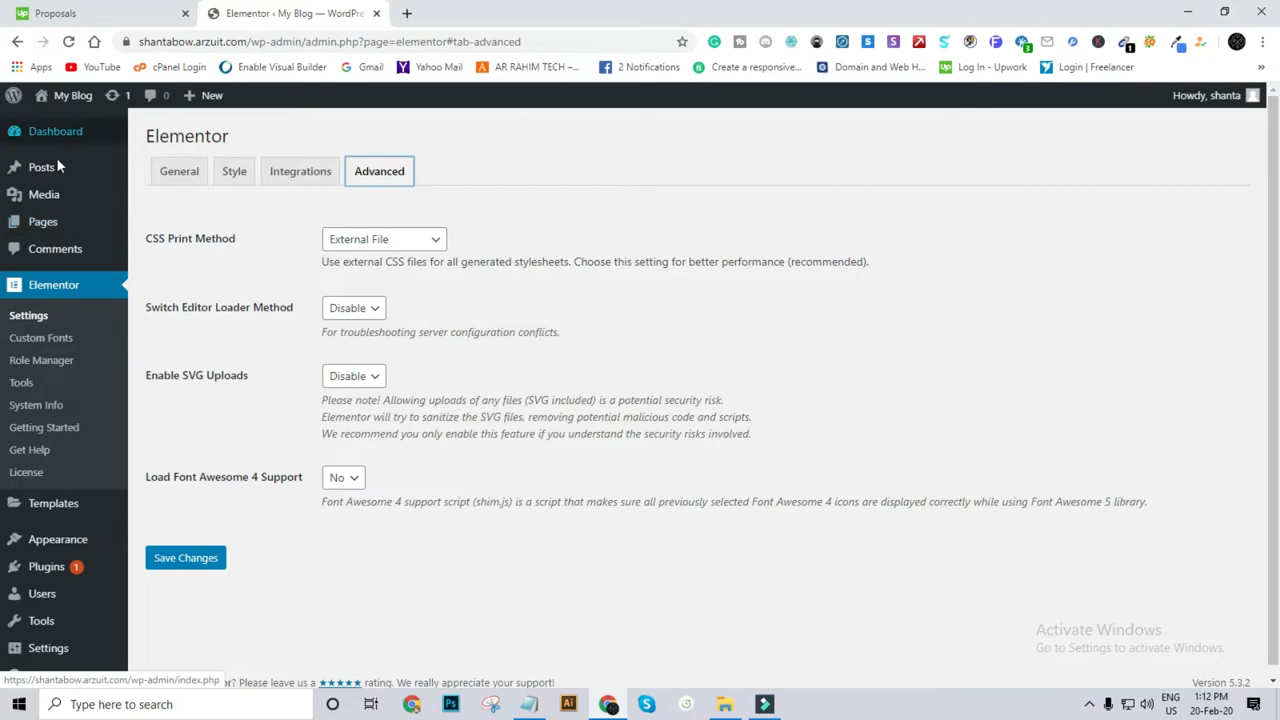 Proposals
Elementor ‹ My Blog — WordPre
shantabow.arzuit.com/wp-admin/admin.php?page=elementor#tab-advanced
Apps YouTube cPanel Login Enable Visual Builder Gmail Yahoo Mail AR RAHIM TECH –... 2 Notifications Create a responsive... Domain and Web H... Log In - Upwork Login | Freelancer »
My Blog 1 0 New Howdy, shanta
Dashboard
Posts
Media
Pages
Comments
Elementor
Settings
Custom Fonts
Role Manager
Tools
System Info
Getting Started
Get Help
License
Templates
Appearance
Plugins 1
Users
Tools
Settings
Elementor
General Style Integrations Advanced
CSS Print Method External File
Use external CSS files for all generated stylesheets. Choose this setting for better performance (recommended).
Switch Editor Loader Method Disable
For troubleshooting server configuration conflicts.
Enable SVG Uploads Disable
Please note! Allowing uploads of any files (SVG included) is a potential security risk.
Elementor will try to sanitize the SVG files, removing potential malicious code and scripts.
We recommend you only enable this feature if you understand the security risks involved.
Load Font Awesome 4 Support No
Font Awesome 4 support script (shim.js) is a script that makes sure all previously selected Font Awesome 4 icons are displayed correctly while using Font Awesome 5 library.
Save Changes
Activate Windows
Go to Settings to activate Windows.
https://shantabow.arzuit.com/wp-admin/index.php
r? Please leave us a ★★★★★ rating. We really appreciate your support!
Version 5.3.2
Type here to search
ENG
US
1:12 PM
20-Feb-20